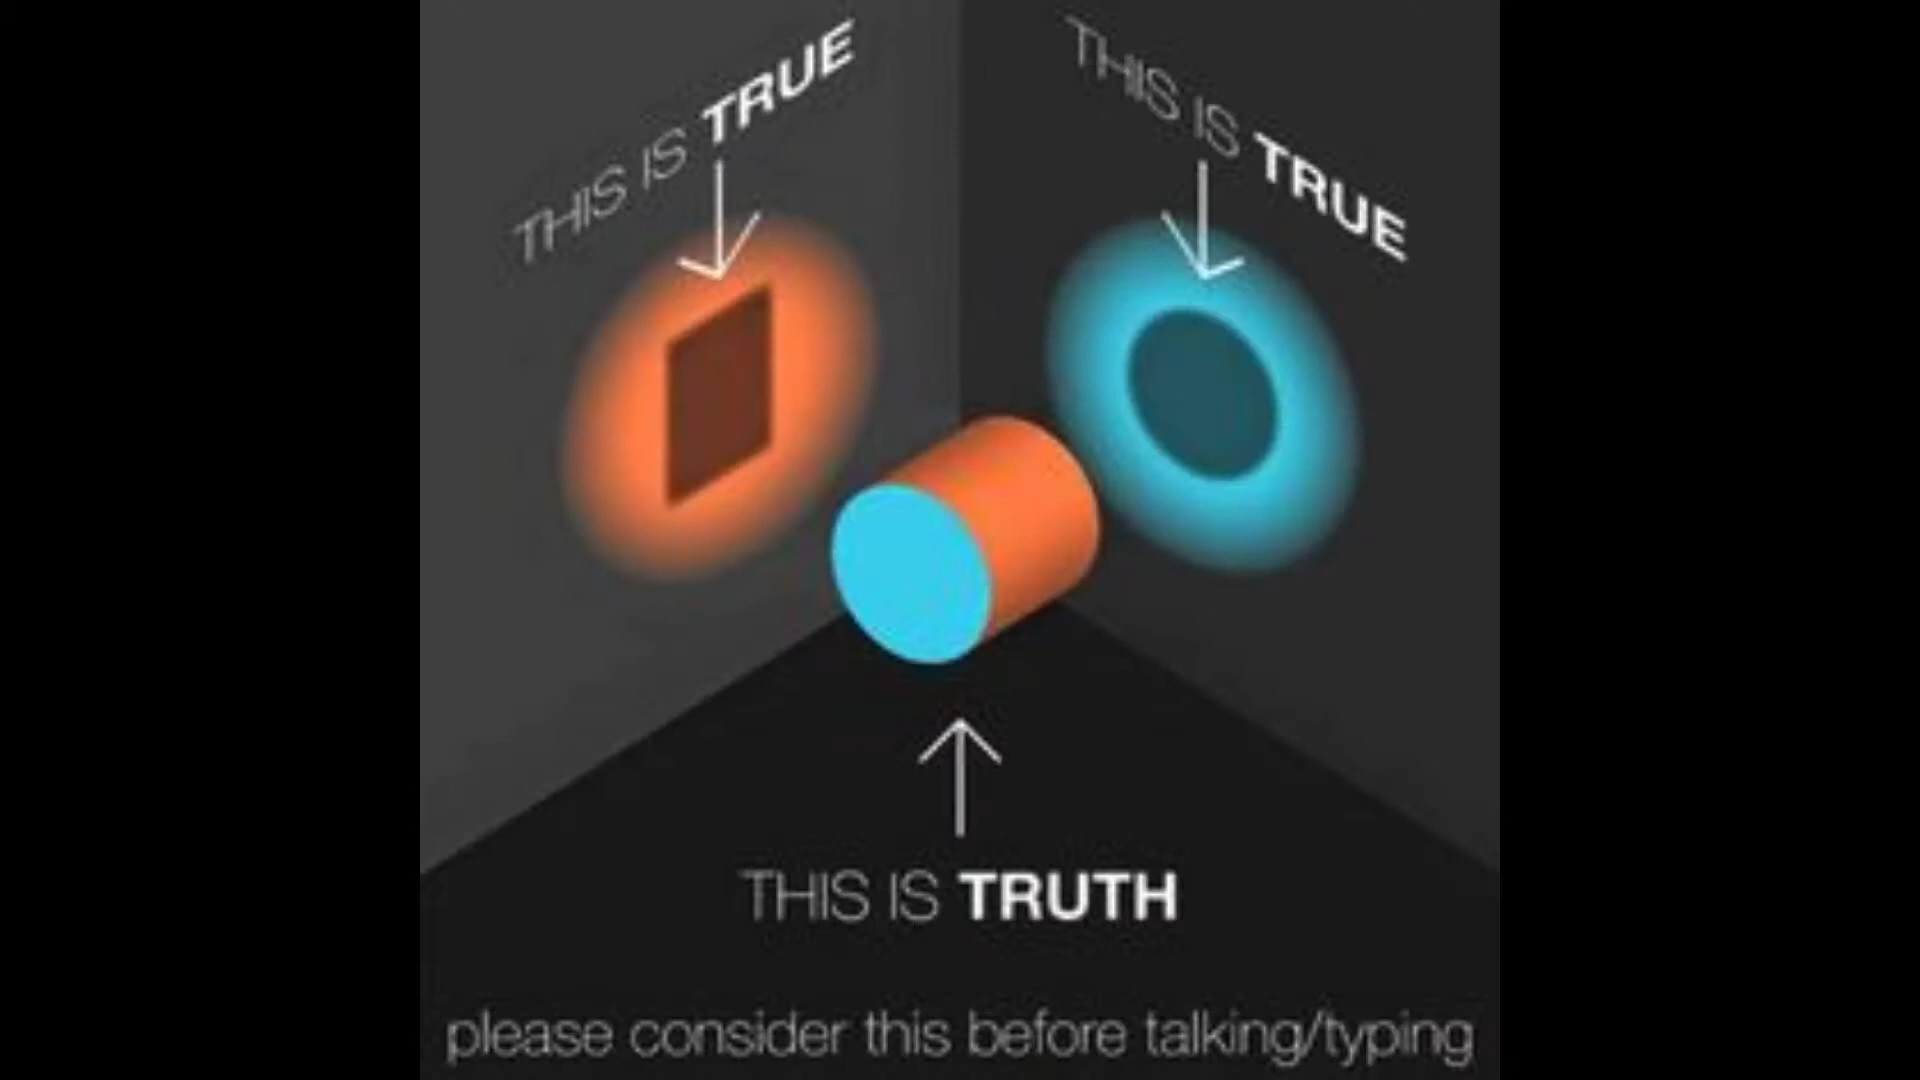 THIS IS TRUE
THIS IS TRUE
THIS IS TRUTH
please consider this before talking/typing